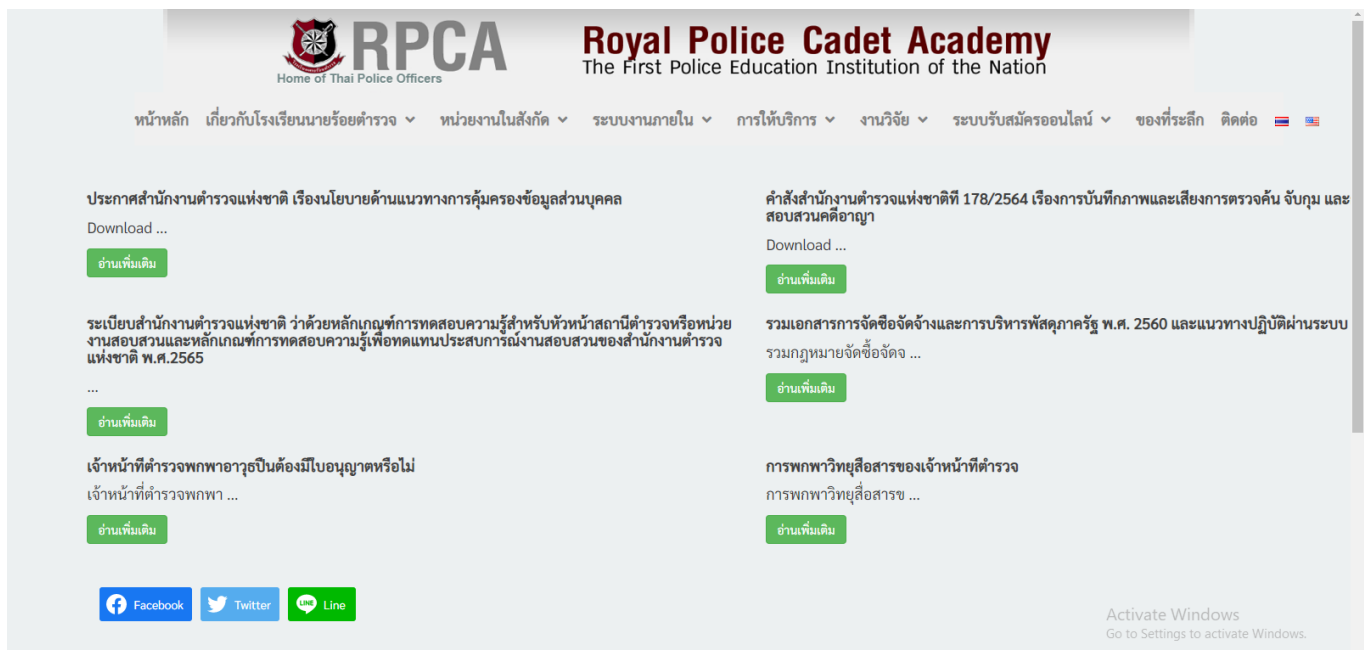 RPCA
Home of Thai Police Officers
Royal Police Cadet Academy
The First Police Education Institution of the Nation
หน้าหลัก เกี่ยวกับโรงเรียนนายร้อยตำรวจ หน่วยงานในสังกัด ระบบงานภายใน การให้บริการ งานวิจัย ระบบรับสมัครออนไลน์ ของที่ระลึก ติดต่อ
ประกาศสำนักงานตำรวจแห่งชาติ เรื่องนโยบายด้านแนวทางการคุ้มครองข้อมูลส่วนบุคคล
Download ...
อ่านเพิ่มเติม
คำสั่งสำนักงานตำรวจแห่งชาติที่ 178/2564 เรื่องการบันทึกภาพและเสียงการตรวจค้น จับกุม และ
สอบสวนคดีอาญา
Download ...
อ่านเพิ่มเติม
ระเบียบสำนักงานตำรวจแห่งชาติ ว่าด้วยหลักเกณฑ์การทดสอบความรู้สำหรับหัวหน้าสถานีตำรวจหรือหน่วย
งานสอบสวนและหลักเกณฑ์การทดสอบความรู้เพื่อทดแทนประสบการณ์งานสอบสวนของสำนักงานตำรวจ
แห่งชาติ พ.ศ.2565
...
อ่านเพิ่มเติม
รวมเอกสารการจัดซื้อจัดจ้างและการบริหารพัสดุภาครัฐ พ.ศ. 2560 และแนวทางปฏิบัติผ่านระบบ
รวมกฎหมายจัดซื้อจัดจ ...
อ่านเพิ่มเติม
เจ้าหน้าที่ตำรวจพกพาอาวุธปืนต้องมีใบอนุญาตหรือไม่
เจ้าหน้าที่ตำรวจพกพา ...
อ่านเพิ่มเติม
การพกพาวิทยุสื่อสารของเจ้าหน้าที่ตำรวจ
การพกพาวิทยุสื่อสารข ...
อ่านเพิ่มเติม
Facebook Twitter LINE Line
Activate Windows
Go to Settings to activate Windows.